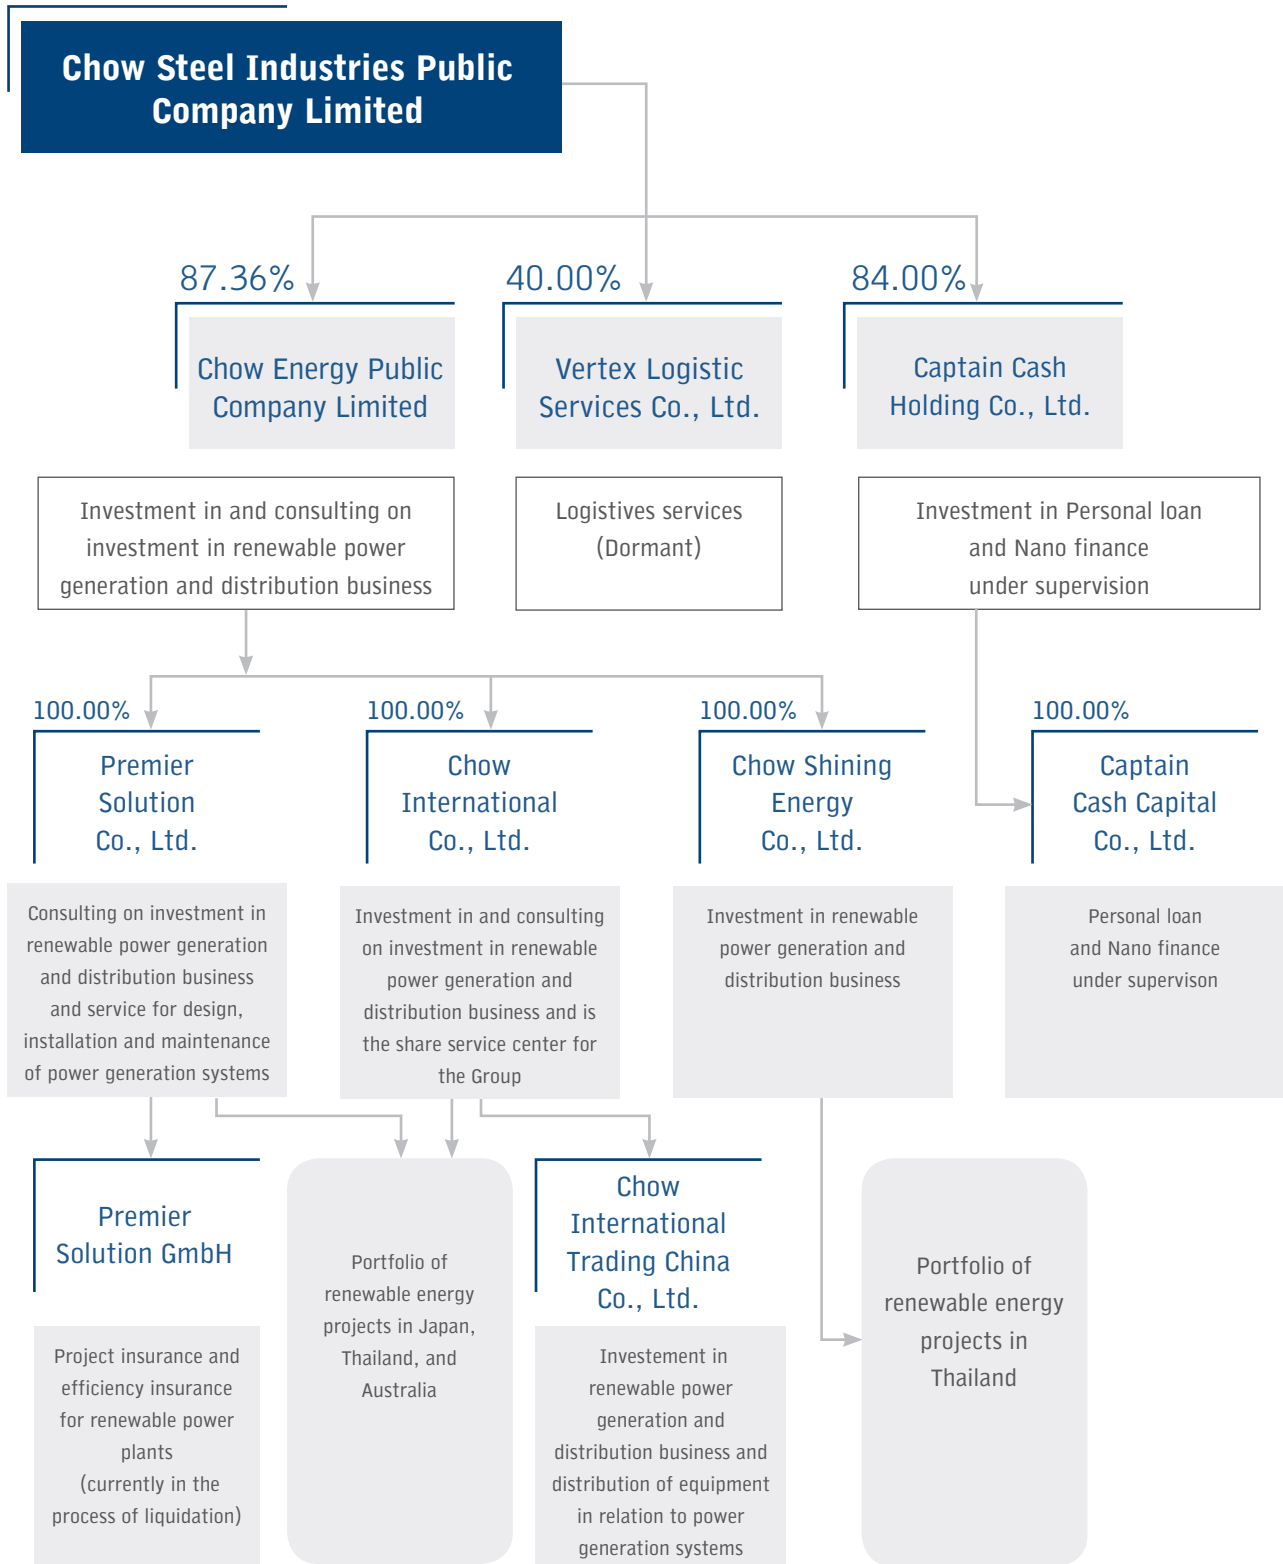 Chow Steel Industries Public
Company Limited
87.36%
Chow Energy Public
Company Limited
40.00%
Vertex Logistic
Services Co., Ltd.
84.00%
Captain Cash
Holding Co., Ltd.
Investment in and consulting on
investment in renewable power
generation and distribution business
Logistives services
(Dormant)
Investment in Personal loan
and Nano finance
under supervision
100.00%
Premier
Solution
Co., Ltd.
100.00%
Chow
International
Co., Ltd.
100.00%
Chow Shining
Energy
Co., Ltd.
100.00%
Captain
Cash Capital
Co., Ltd.
Consulting on investment in
renewable power generation
and distribution business
and service for design,
installation and maintenance
of power generation systems
Investment in and consulting
on investment in renewable
power generation and
distribution business and is
the share service center for
the Group
Investment in renewable
power generation and
distribution business
Personal loan
and Nano finance
under supervison
Premier
Solution GmbH
Project insurance and
efficiency insurance
for renewable power
plants
(currently in the
process of liquidation)
Portfolio of
renewable energy
projects in Japan,
Thailand, and
Australia
Chow
International
Trading China
Co., Ltd.
Investement in
renewable power
generation and
distribution business and
distribution of equipment
in relation to power
generation systems
Portfolio of
renewable energy
projects in
Thailand